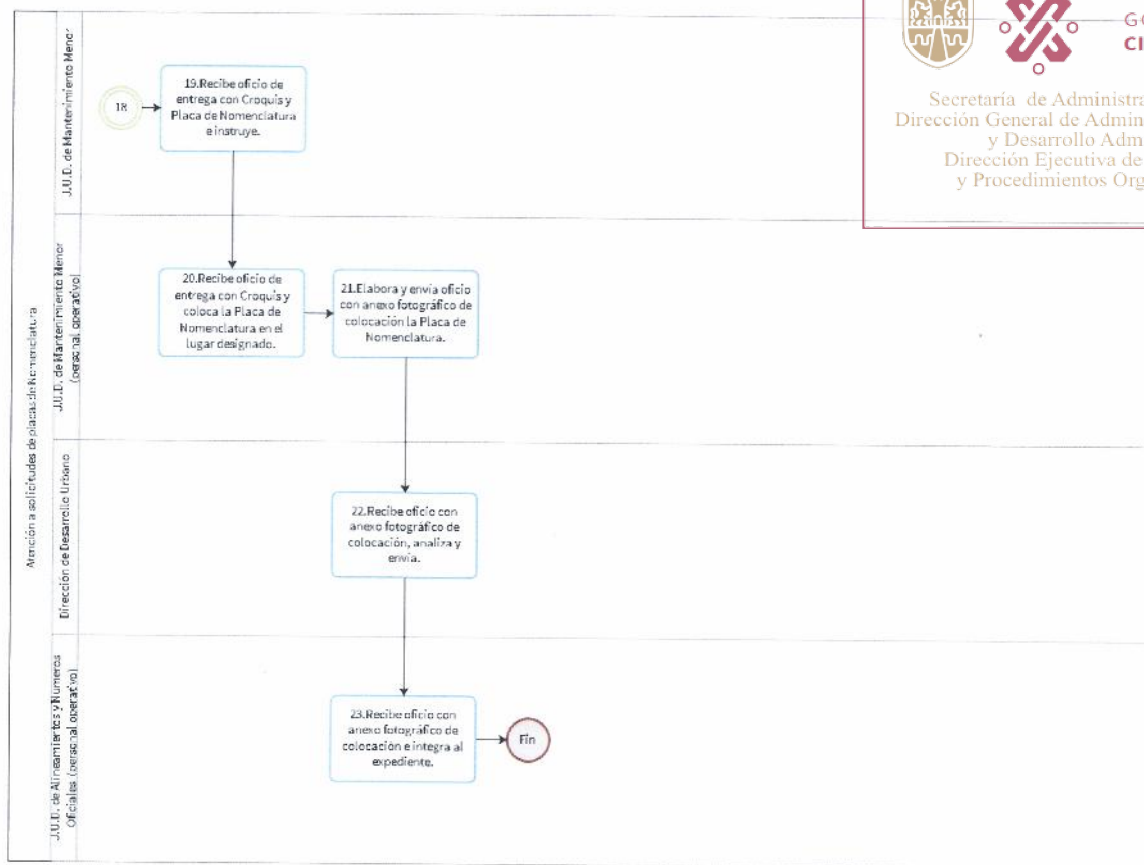 GO
CI
Secretaría de Administra
Dirección General de Admin
y Desarrollo Adm
Dirección Ejecutiva de
y Procedimientos Org
Atención a solicitudes de placas de Nomenclatura
J.U.D. de Mantenimiento Menor
18
19.Recibe oficio de
entrega con Croquis y
Placa de Nomenclatura
e instruye.
J.U.D. de Mantenimiento Menor
(personal operativo)
20.Recibe oficio de
entrega con Croquis y
coloca la Placa de
Nomenclatura en el
lugar designado.
21.Elabora y envía oficio
con anexo fotográfico de
colocación la Placa de
Nomenclatura.
Dirección de Desarrollo Urbano
22.Recibe oficio con
anexo fotográfico de
colocación, analiza y
envía.
J.U.D. de Alineamientos y Números
Oficiales (personal operativo)
23.Recibe oficio con
anexo fotográfico de
colocación e integra al
expediente.
Fin